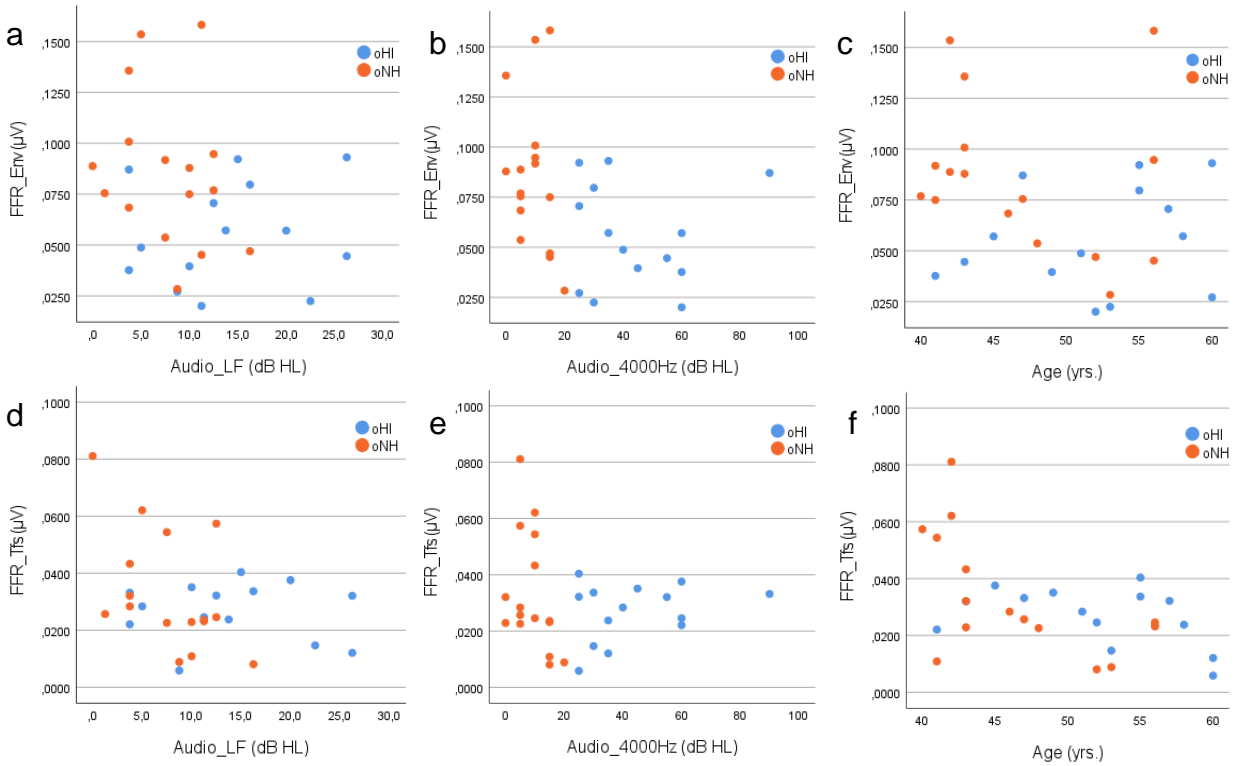 a
,1500
,1250
,1000
,0750
,0500
,0250
FFR_Env (µV)
oHI
oNH
,0 5,0 10,0 15,0 20,0 25,0 30,0
Audio_LF (dB HL)
b
,1500
,1250
,1000
,0750
,0500
,0250
FFR_Env (µV)
oHI
oNH
0 20 40 60 80 100
Audio_4000Hz (dB HL)
c
,1500
,1250
,1000
,0750
,0500
,0250
FFR_Env (µV)
oHI
oNH
40 45 50 55 60
Age (yrs.)
d
,1000
,0800
,0600
,0400
,0200
,0000
FFR_Tfs (µV)
oHI
oNH
,0 5,0 10,0 15,0 20,0 25,0 30,0
Audio_LF (dB HL)
e
,1000
,0800
,0600
,0400
,0200
,0000
FFR_Tfs (µV)
oHI
oNH
0 20 40 60 80 100
Audio_4000Hz (dB HL)
f
,1000
,0800
,0600
,0400
,0200
,0000
FFR_Tfs (µV)
oHI
oNH
40 45 50 55 60
Age (yrs.)